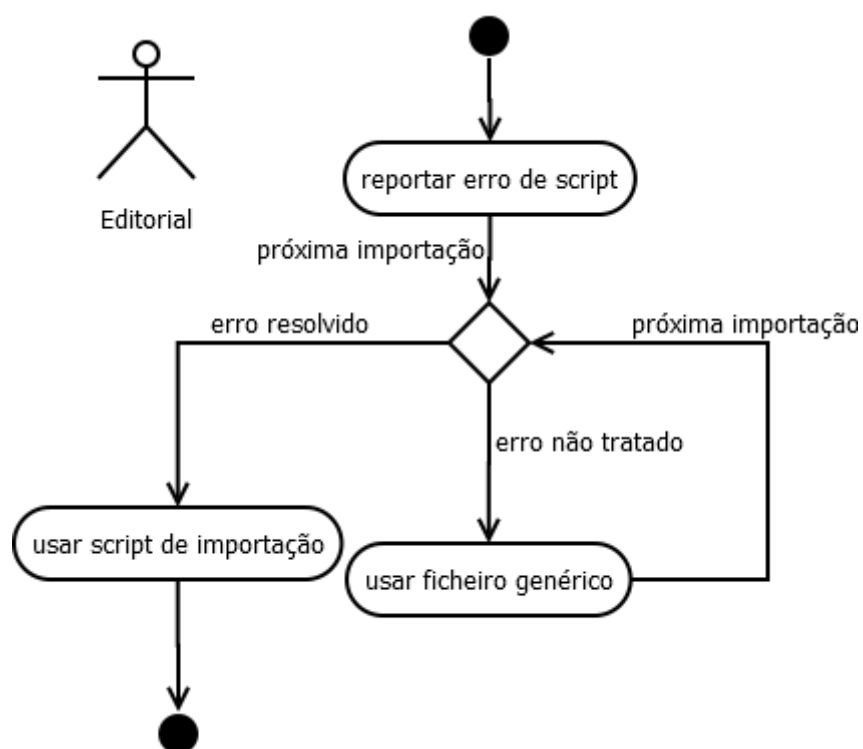 reportar erro de script
Editorial
próxima importação
erro resolvido
próxima importação
erro não tratado
usar script de importação
usar ficheiro genérico